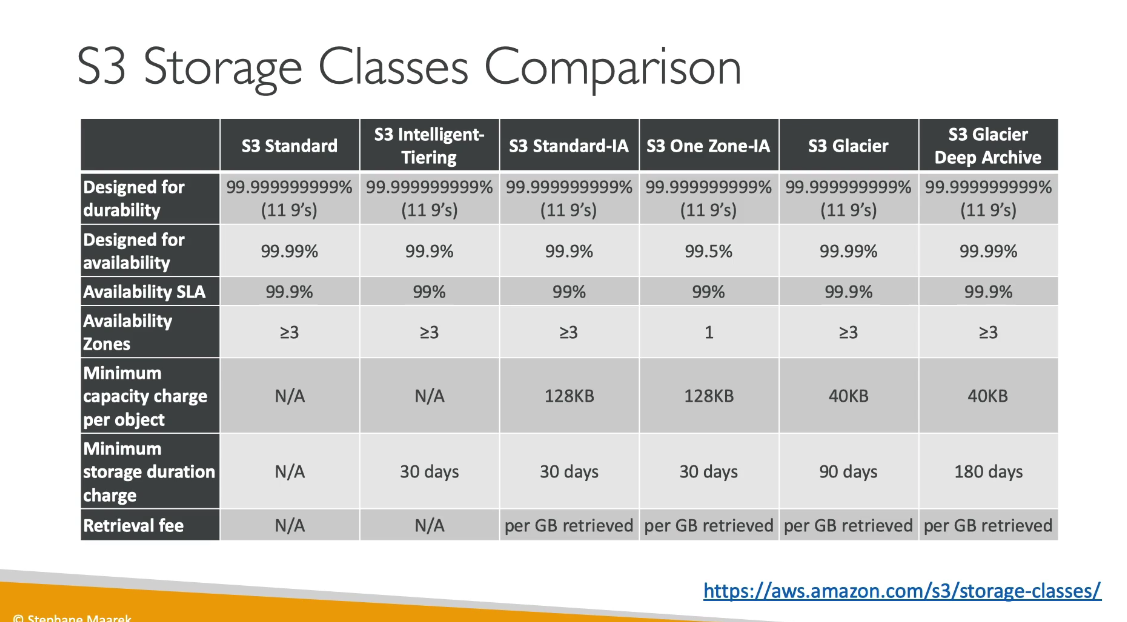 S3 Storage Classes Comparison
S3 Standard
S3 Intelligent-
Tiering
S3 Standard-IA
S3 One Zone-IA
S3 Glacier
S3 Glacier
Deep Archive
Designed for
durability
99.999999999%
(11 9’s)
99.999999999%
(11 9’s)
99.999999999%
(11 9’s)
99.999999999%
(11 9’s)
99.999999999%
(11 9’s)
99.999999999%
(11 9’s)
Designed for
availability
99.99%
99.9%
99.9%
99.5%
99.99%
99.99%
Availability SLA
99.9%
99%
99%
99%
99.9%
99.9%
Availability
Zones
≥3
≥3
≥3
1
≥3
≥3
Minimum
capacity charge
per object
N/A
N/A
128KB
128KB
40KB
40KB
Minimum
storage duration
charge
N/A
30 days
30 days
30 days
90 days
180 days
Retrieval fee
N/A
N/A
per GB retrieved
per GB retrieved
per GB retrieved
per GB retrieved
https://aws.amazon.com/s3/storage-classes/
© Stephane Maarek